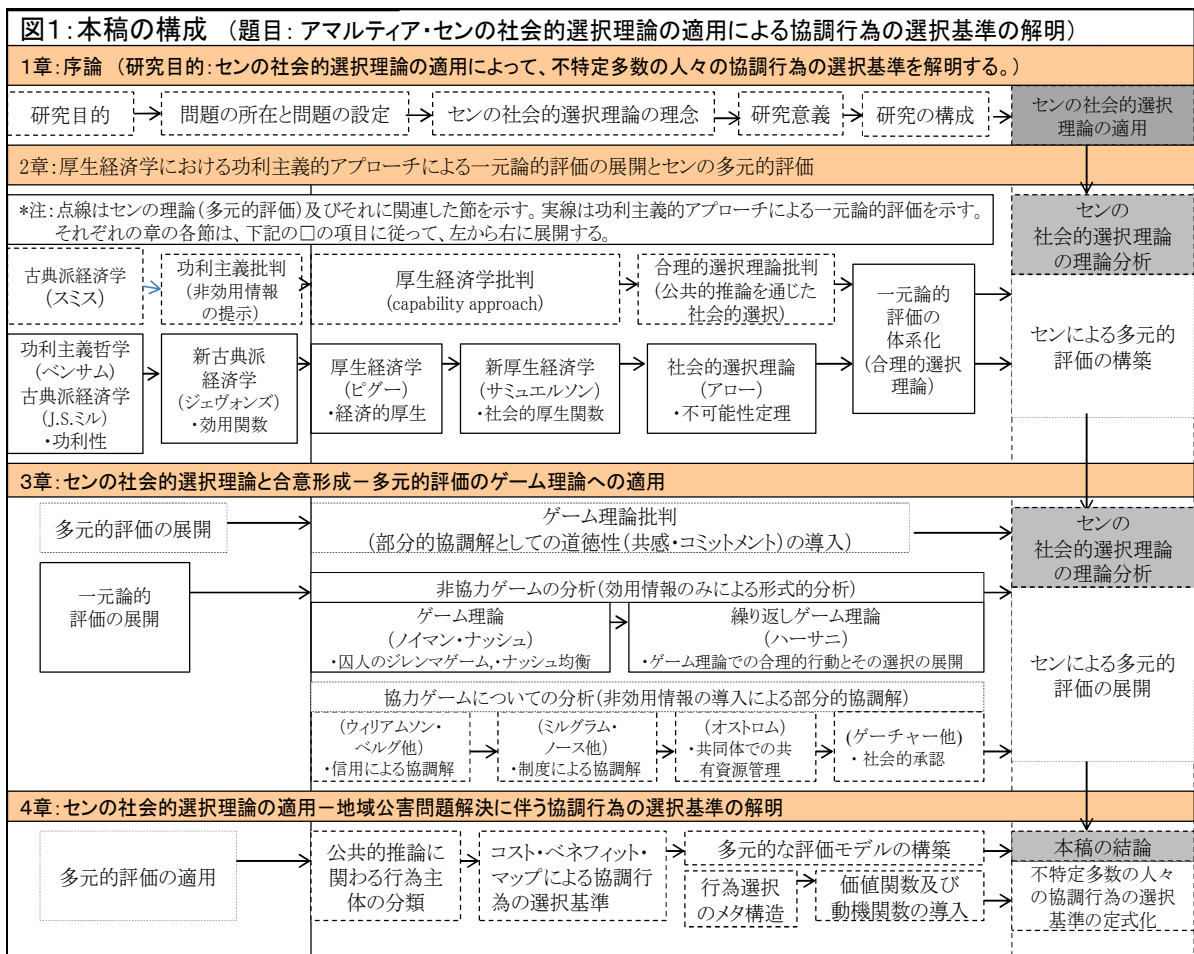 図1：本稿の構成　（題目： アマルティア・センの社会的選択理論の適用による協調行為の選択基準の解明）
1章：序論　（研究目的：センの社会的選択理論の適用によって、不特定多数の人々の協調行為の選択基準を解明する。）
研究目的
問題の所在と問題の設定
センの社会的選択理論の理念
研究意義
研究の構成
センの社会的選択
理論の適用
2章：厚生経済学における功利主義的アプローチによる一元論的評価の展開とセンの多元的評価
*注：点線はセンの理論（多元的評価）及びそれに関連した節を示す。実線は功利主義的アプローチによる一元論的評価を示す。
それぞれの章の各節は、下記の□の項目に従って、左から右に展開する。
センの
社会的選択理論
の理論分析
古典派経済学
（スミス）
功利主義批判
（非効用情報
の提示）
厚生経済学批判
(capability approach)
合理的選択理論批判
（公共的推論を通じた
社会的選択）
一元論的
評価の
体系化
（合理的選択
理論）
センによる多元的
評価の構築
功利主義哲学
（ベンサム）
古典派経済学
（J.S.ミル）
・功利性
新古典派
経済学
（ジェヴォンズ）
・効用関数
厚生経済学
（ピグー）
・経済的厚生
新厚生経済学
（サミュエルソン）
・社会的厚生関数
社会的選択理論
（アロー）
・不可能性定理
3章：センの社会的選択理論と合意形成－多元的評価のゲーム理論への適用
多元的評価の展開
ゲーム理論批判
（部分的協調解としての道徳性（共感・コミットメント）の導入）
センの
社会的選択理論
の理論分析
一元論的
評価の展開
非協力ゲームの分析（効用情報のみによる形式的分析）
ゲーム理論
（ノイマン・ナッシュ）
・囚人のジレンマゲーム,・ナッシュ均衡
繰り返しゲーム理論
（ハーサニ）
・ゲーム理論での合理的行動とその選択の展開
センによる多元的
評価の展開
協力ゲームについての分析（非効用情報の導入による部分的協調解）
（ウィリアムソン・
ベルグ他）
・信用による協調解
（ミルグラム・
ノース他）
・制度による協調解
（オストロム）
・共同体での共
有資源管理
（ゲーチャー他）
・社会的承認
4章：センの社会的選択理論の適用－地域公害問題解決に伴う協調行為の選択基準の解明
多元的評価の適用
公共的推論に
関わる行為主
体の分類
コスト・ベネフィット・
マップによる協調行
為の選択基準
多元的な評価モデルの構築
行為選択
のメタ構造
価値関数及び
動機関数の導入
本稿の結論
不特定多数の人々
の協調行為の選択
基準の定式化